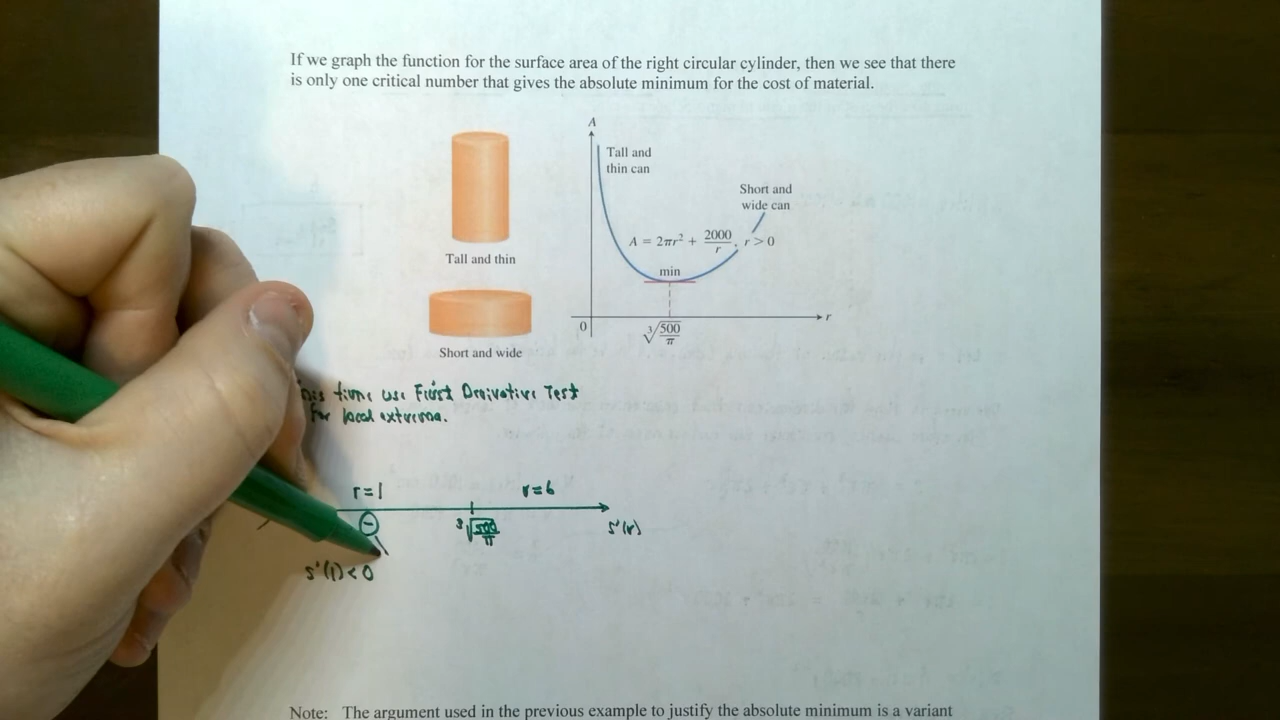 If we graph the function for the surface area of the right circular cylinder, then we see that there
is only one critical number that gives the absolute minimum for the cost of material.
A
Tall and
thin can
Short and
wide can
A = 2πr² + 2000/r, r > 0
min
Tall and thin
0
∛(500/π)
r
Short and wide
time use First Derivative Test
for local extrema.
r=1
r=6
⊖
∛(500/π)
S'(r)
S'(1)<0
Note: The argument used in the previous example to justify the absolute minimum is a variant